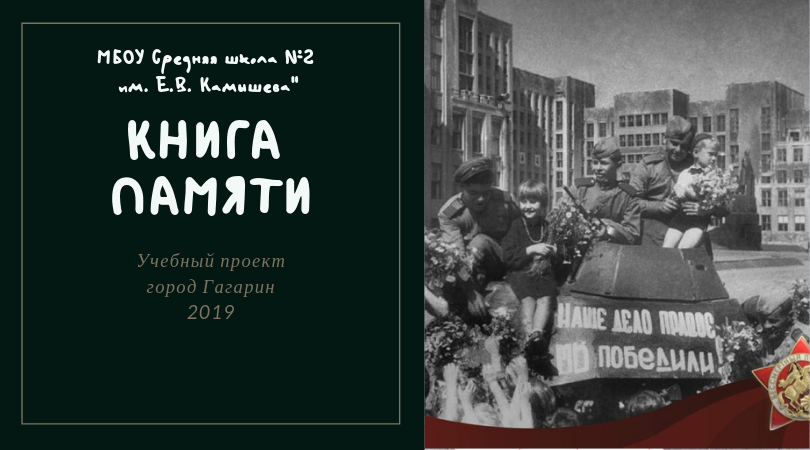 МБОУ Средняя школа №2
им. Е.В. Камышева"
КНИГА
ПАМЯТИ
Учебный проект
город Гагарин
2019
НАШЕ ДЕЛО ПРАВОЕ,
МЫ ПОБЕДИЛИ!